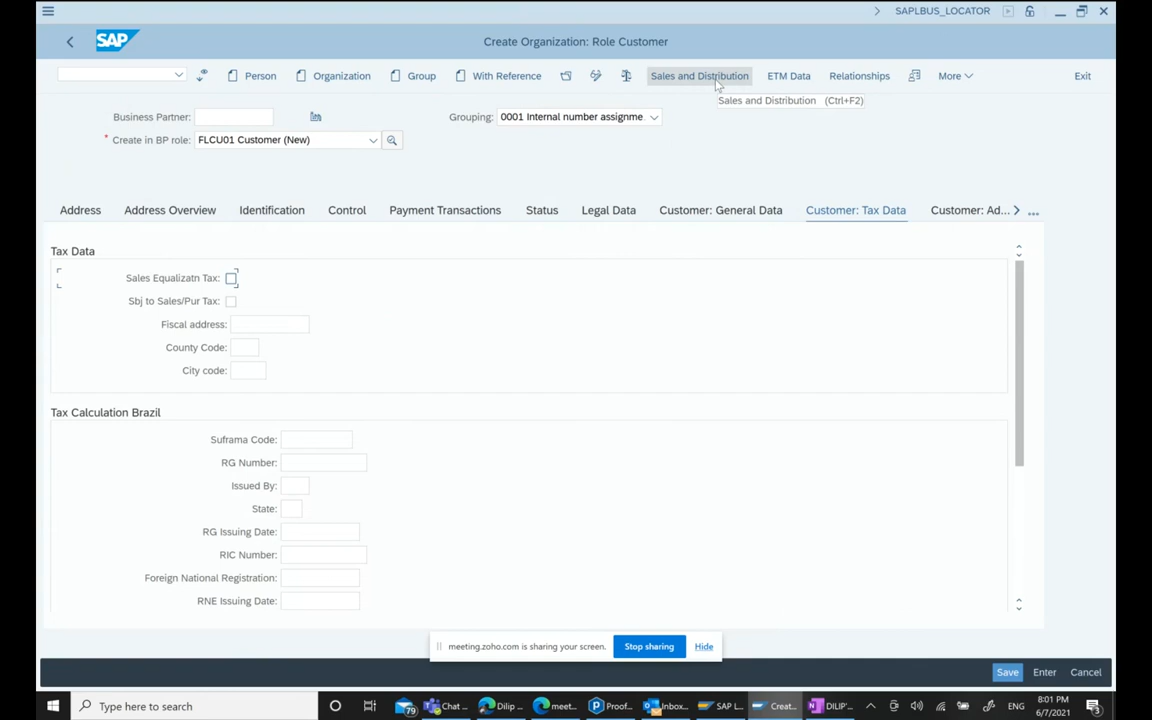 SAPLBUS_LOCATOR
SAP
Create Organization: Role Customer
Person Organization Group With Reference Sales and Distribution ETM Data Relationships More Exit
Sales and Distribution (Ctrl+F2)
Business Partner: Grouping: 0001 Internal number assignme.
* Create in BP role: FLCU01 Customer (New)
Address Address Overview Identification Control Payment Transactions Status Legal Data Customer: General Data Customer: Tax Data Customer: Ad... ...
Tax Data
Sales Equalizatn Tax:
Sbj to Sales/Pur Tax:
Fiscal address:
County Code:
City code:
Tax Calculation Brazil
Suframa Code:
RG Number:
Issued By:
State:
RG Issuing Date:
RIC Number:
Foreign National Registration:
RNE Issuing Date:
meeting.zoho.com is sharing your screen. Stop sharing Hide
Save Enter Cancel
Type here to search 79 Chat ... Dilip ... meet... Proof... Inbox... SAP L... Creat... DILIP'... ENG 8:01 PM
6/7/2021 3